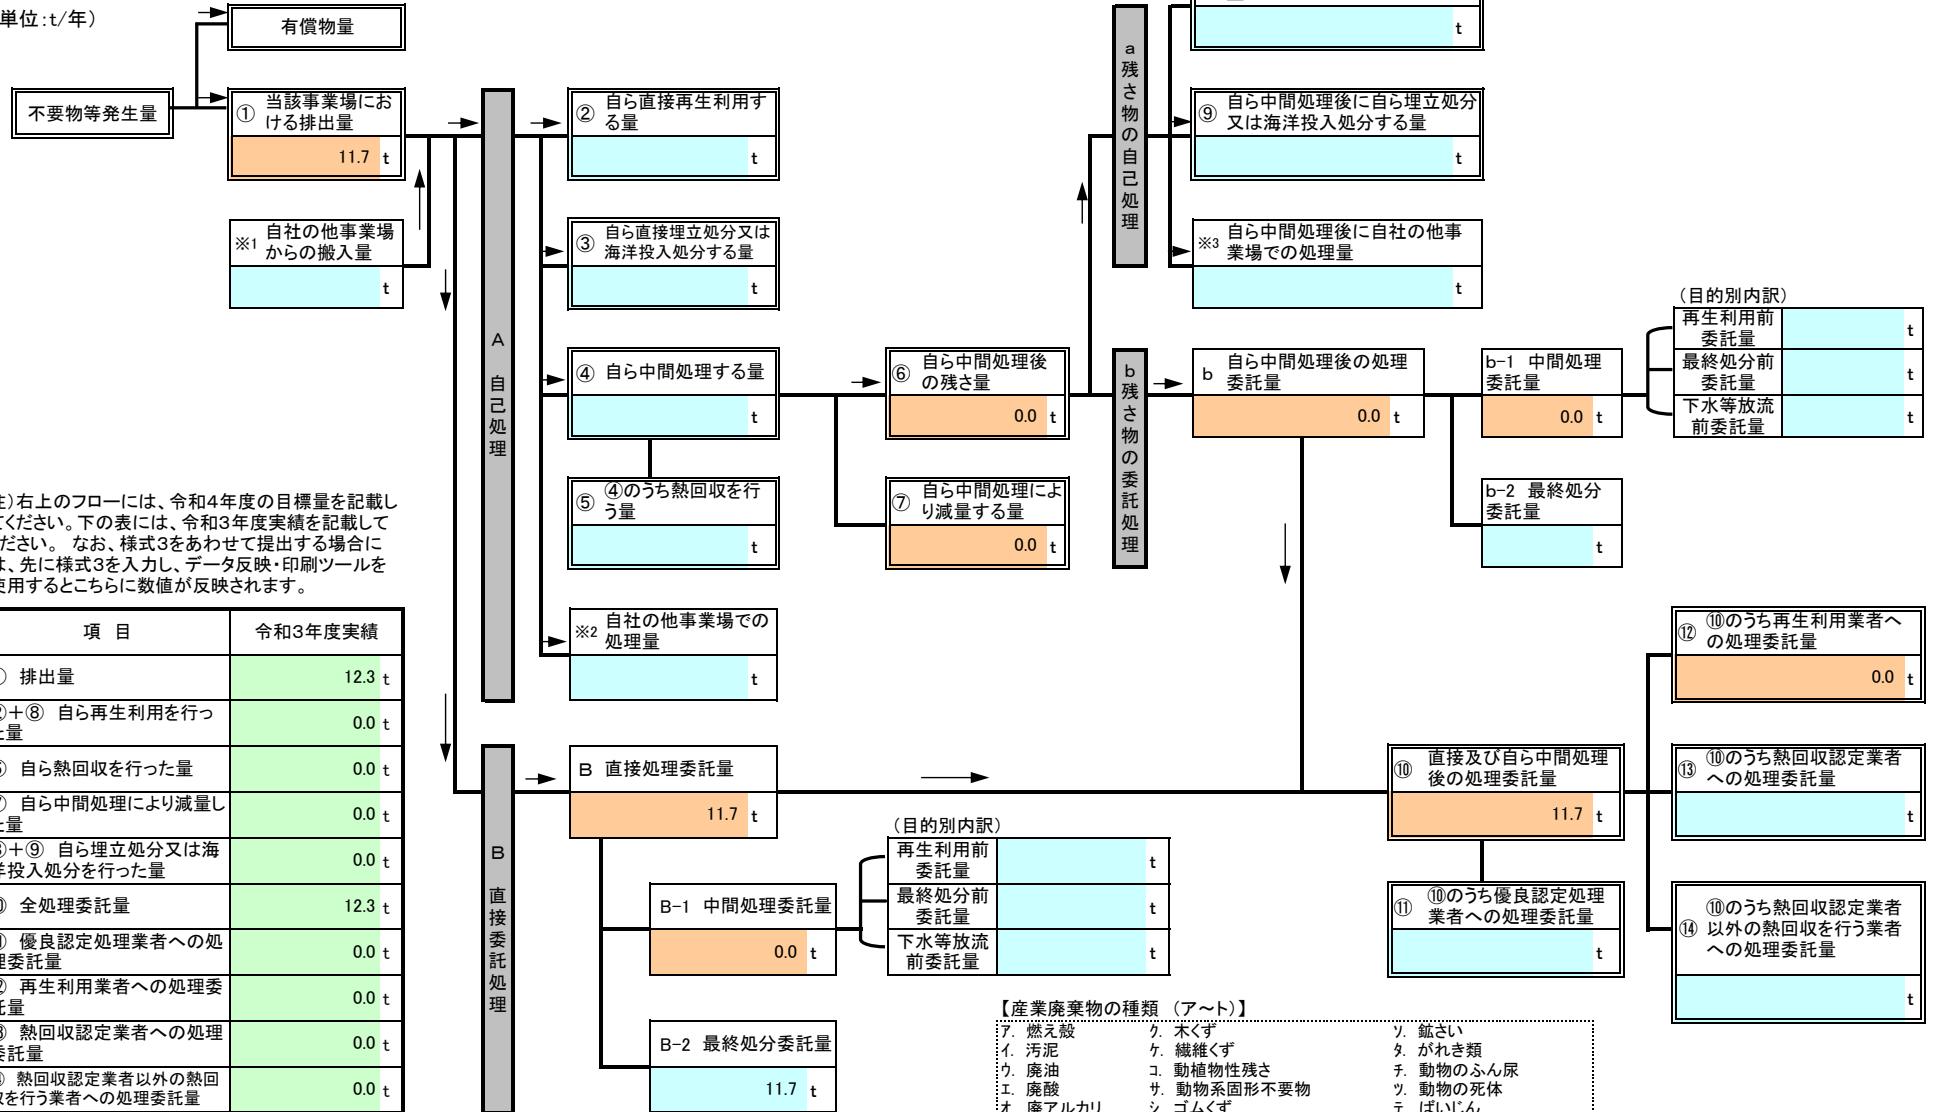 単位:t/年）
有償物量
不要物等発生量
① 当該事業場における排出量
11.7 t
※1 自社の他事業場からの搬入量
t
A 自己処理
② 自ら直接再生利用する量
t
③ 自ら直接埋立処分又は海洋投入処分する量
t
④ 自ら中間処理する量
t
⑤ ④のうち熱回収を行う量
t
※2 自社の他事業場での処理量
t
⑥ 自ら中間処理後の残さ量
0.0 t
⑦ 自ら中間処理により減量する量
0.0 t
a 残さ物の自己処理
t
⑨ 自ら中間処理後に自ら埋立処分又は海洋投入処分する量
t
※3 自ら中間処理後に自社の他事業場での処理量
t
b 残さ物の委託処理
b 自ら中間処理後の処理委託量
0.0 t
b-1 中間処理委託量
0.0 t
b-2 最終処分委託量
t
（目的別内訳）
再生利用前委託量 t
最終処分前委託量 t
下水等放流前委託量 t
）右上のフローには、令和４年度の目標量を記載し
ください。下の表には、令和３年度実績を記載して
ださい。 なお、様式３をあわせて提出する場合に
、先に様式３を入力し、データ反映・印刷ツールを
使用するとこちらに数値が反映されます。
項 目 令和３年度実績
排出量 12.3 t
＋⑧ 自ら再生利用を行った量 0.0 t
自ら熱回収を行った量 0.0 t
自ら中間処理により減量した量 0.0 t
＋⑨ 自ら埋立処分又は海洋投入処分を行った量 0.0 t
全処理委託量 12.3 t
優良認定処理業者への処理委託量 0.0 t
再生利用業者への処理委託量 0.0 t
熱回収認定業者への処理委託量 0.0 t
熱回収認定業者以外の熱回収を行う業者への処理委託量 0.0 t
B 直接委託処理
B 直接処理委託量
11.7 t
B-1 中間処理委託量
0.0 t
B-2 最終処分委託量
11.7 t
（目的別内訳）
再生利用前委託量 t
最終処分前委託量 t
下水等放流前委託量 t
⑩ 直接及び自ら中間処理後の処理委託量
11.7 t
⑪ ⑩のうち優良認定処理業者への処理委託量
t
⑫ ⑩のうち再生利用業者への処理委託量
0.0 t
⑬ ⑩のうち熱回収認定業者への処理委託量
t
⑭ ⑩のうち熱回収認定業者以外の熱回収を行う業者への処理委託量
t
【産業廃棄物の種類 （ア～ト）】
ｱ. 燃え殻 ｸ. 木くず ｿ. 鉱さい
ｲ. 汚泥 ｹ. 繊維くず ﾀ. がれき類
ｳ. 廃油 ｺ. 動植物性残さ ﾁ. 動物のふん尿
ｴ. 廃酸 ｻ. 動物系固形不要物 ﾂ. 動物の死体
ｵ. 廃アルカリ ｼ. ゴムくず ﾃ. ばいじん